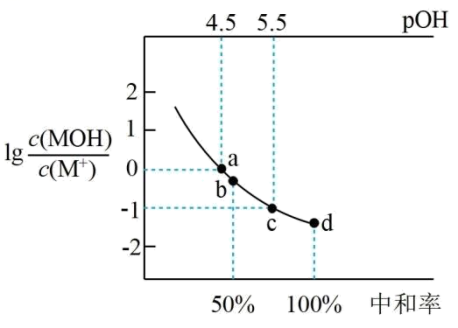 4.5 5.5 pOH
2
1
lg c(MOH)/c(M⁺)
0
a
b
-1
c
d
-2
50% 100% 中和率